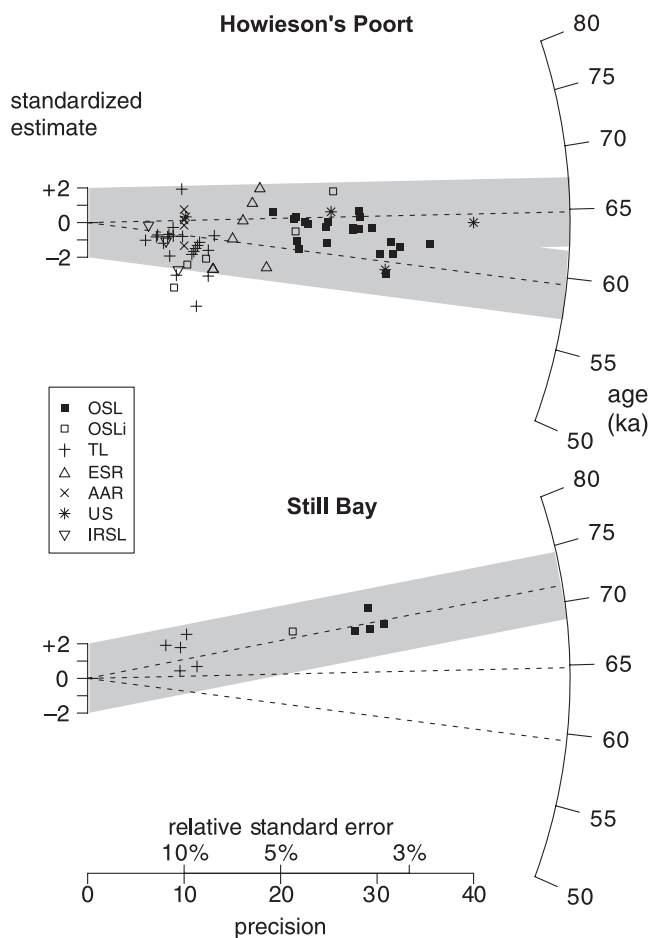 Howieson's Poort
80
75
70
65
60
55
50
age
(ka)
standardized
estimate
+2
0
−2
OSL
OSLi
TL
ESR
AAR
US
IRSL
Still Bay
80
75
70
65
60
55
50
+2
0
−2
relative standard error
10% 5% 3%
0 10 20 30 40
precision